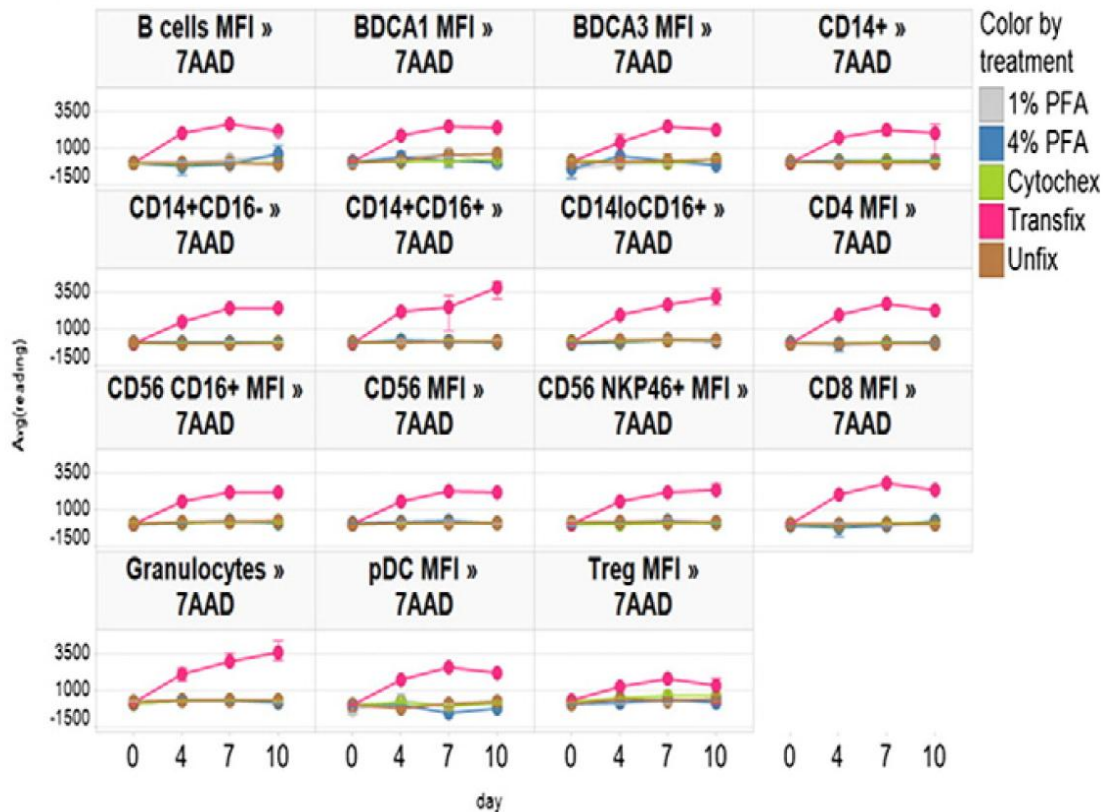 B cells MFI » BDCA1 MFI » BDCA3 MFI » CD14+ »
7AAD 7AAD 7AAD 7AAD
Color by
treatment
1% PFA
4% PFA
Cytochex
Transfix
Unfix
3500
1000
-1500
CD14+CD16- » CD14+CD16+ » CD14loCD16+ » CD4 MFI »
7AAD 7AAD 7AAD 7AAD
3500
1000
-1500
Avg(reading)
CD56 CD16+ MFI » CD56 MFI » CD56 NKP46+ MFI » CD8 MFI »
7AAD 7AAD 7AAD 7AAD
3500
1000
-1500
Granulocytes » pDC MFI » Treg MFI »
7AAD 7AAD 7AAD
3500
1000
-1500
0 4 7 10 0 4 7 10 0 4 7 10 0 4 7 10
day